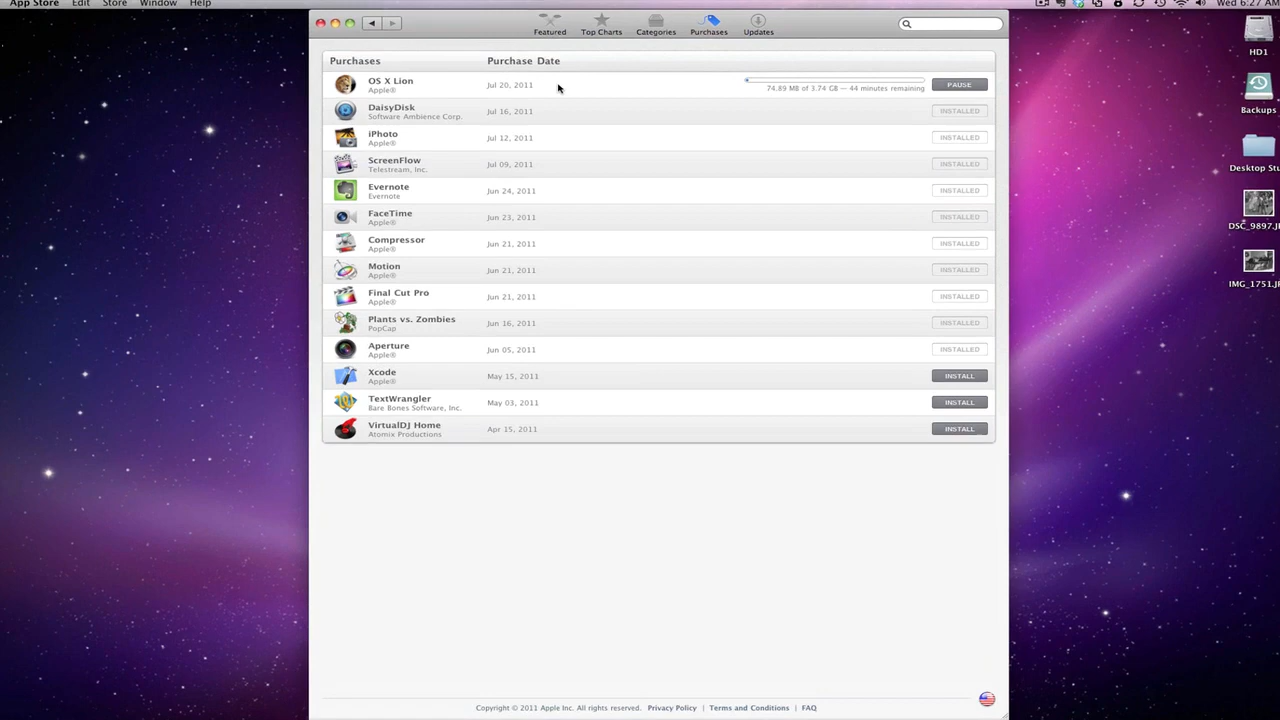 App Store Edit Store Window Help Wed 6:27 AM
Featured Top Charts Categories Purchases Updates
HD1
Purchases Purchase Date
OS X Lion
Apple®
Jul 20, 2011
74.89 MB of 3.74 GB — 44 minutes remaining
PAUSE
Backups
DaisyDisk
Software Ambience Corp.
Jul 16, 2011
INSTALLED
iPhoto
Apple®
Jul 12, 2011
INSTALLED
ScreenFlow
Telestream, Inc.
Jul 09, 2011
INSTALLED
Desktop Stu
Evernote
Evernote
Jun 24, 2011
INSTALLED
FaceTime
Apple®
Jun 23, 2011
INSTALLED
DSC_9897.J
Compressor
Apple®
Jun 21, 2011
INSTALLED
Motion
Apple®
Jun 21, 2011
INSTALLED
IMG_1751.J
Final Cut Pro
Apple®
Jun 21, 2011
INSTALLED
Plants vs. Zombies
PopCap
Jun 16, 2011
INSTALLED
Aperture
Apple®
Jun 05, 2011
INSTALLED
Xcode
Apple®
May 15, 2011
INSTALL
TextWrangler
Bare Bones Software, Inc.
May 03, 2011
INSTALL
VirtualDJ Home
Atomix Productions
Apr 15, 2011
INSTALL
Copyright © 2011 Apple Inc. All rights reserved. Privacy Policy | Terms and Conditions | FAQ